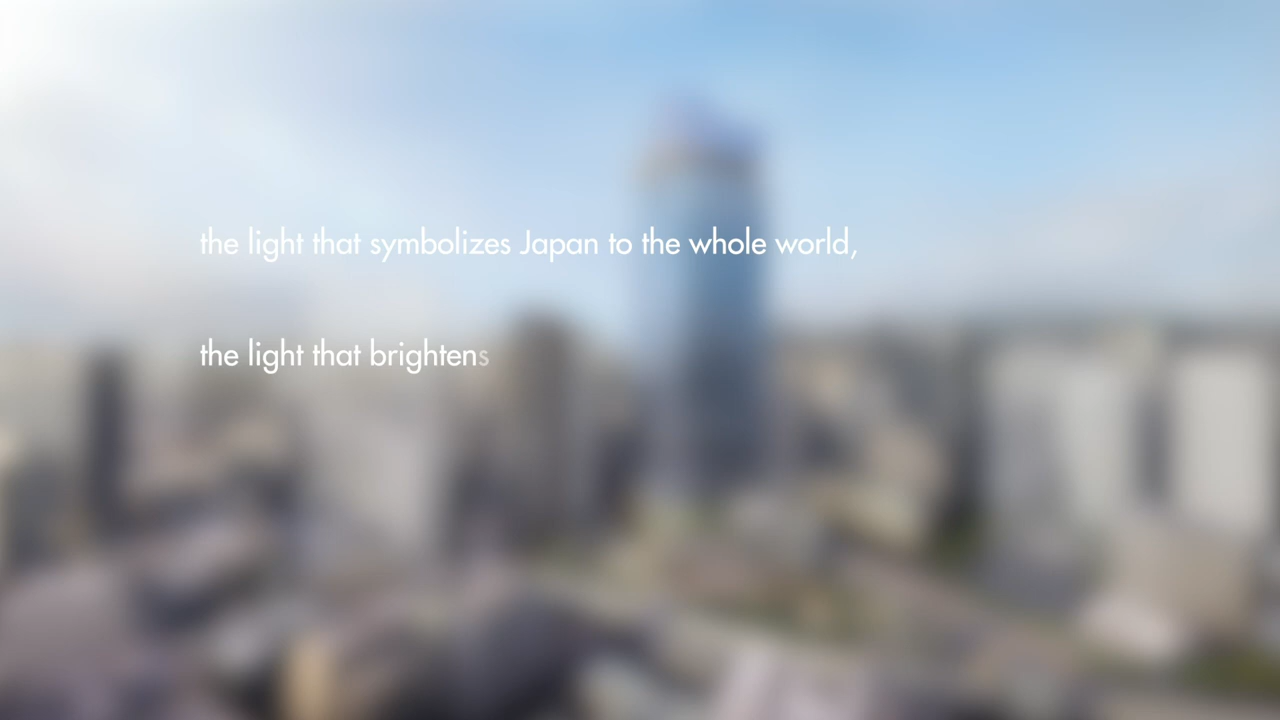 the light that symbolizes Japan to the whole world,
the light that brightens